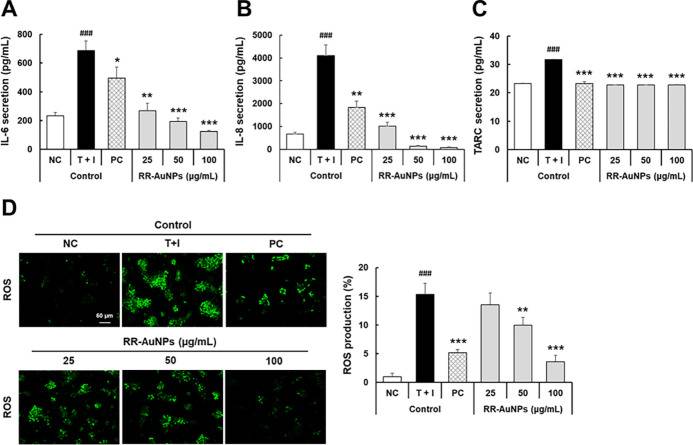 A
IL-6 secretion (pg/mL)
800
600
400
200
0
###
*
**
***
***
NC T + I PC 25 50 100
Control RR-AuNPs (µg/mL)
B
IL-8 secretion (pg/mL)
5000
4000
3000
2000
1000
0
###
**
***
***
***
NC T + I PC 25 50 100
Control RR-AuNPs (µg/mL)
C
TARC secretion (pg/mL)
40
30
20
10
0
###
*** *** *** ***
NC T + I PC 25 50 100
Control RR-AuNPs (µg/mL)
D
Control
NC T+I PC
ROS
50 µm
RR-AuNPs (µg/mL)
25 50 100
ROS
ROS production (%)
20
15
10
5
0
###
***
**
***
NC T + I PC 25 50 100
Control RR-AuNPs (µg/mL)